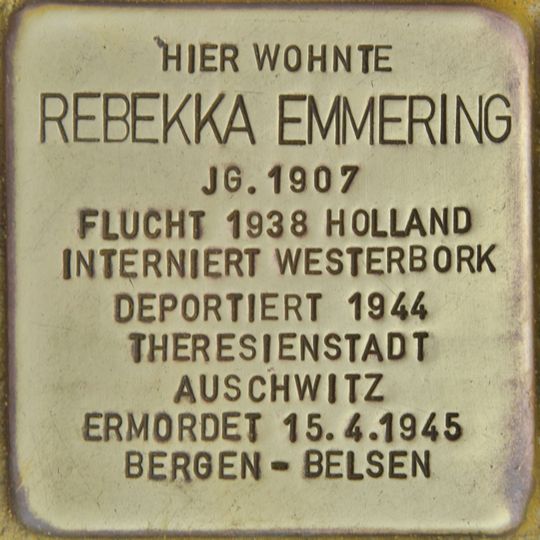 HIER WOHNTE
REBEKKA EMMERING
JG. 1907
FLUCHT 1938 HOLLAND
INTERNIERT WESTERBORK
DEPORTIERT 1944
THERESIENSTADT
AUSCHWITZ
ERMORDET 15.4.1945
BERGEN - BELSEN